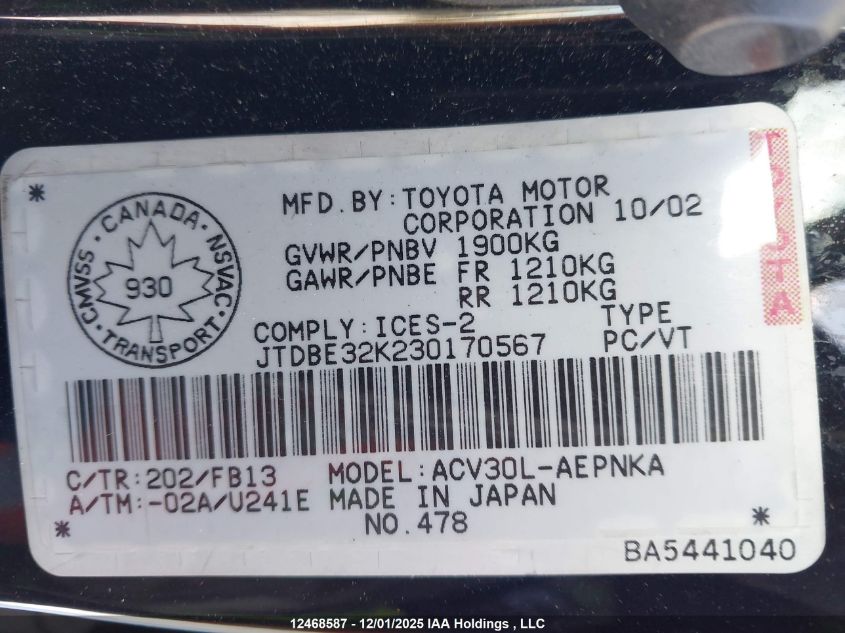 CANADA · NSVAC · TRANSPORT · CMVSS ·
930
MFD.BY:TOYOTA MOTOR
CORPORATION 10/02
GVWR/PNBV 1900KG
GAWR/PNBE FR 1210KG
RR 1210KG
COMPLY:ICES-2 TYPE
JTDBE32K230170567 PC/VT
C/TR:202/FB13 MODEL:ACV30L-AEPNKA
A/TM:-02A/U241E MADE IN JAPAN
NO.478
BA5441040
12468587 - 12/01/2025 IAA Holdings , LLC